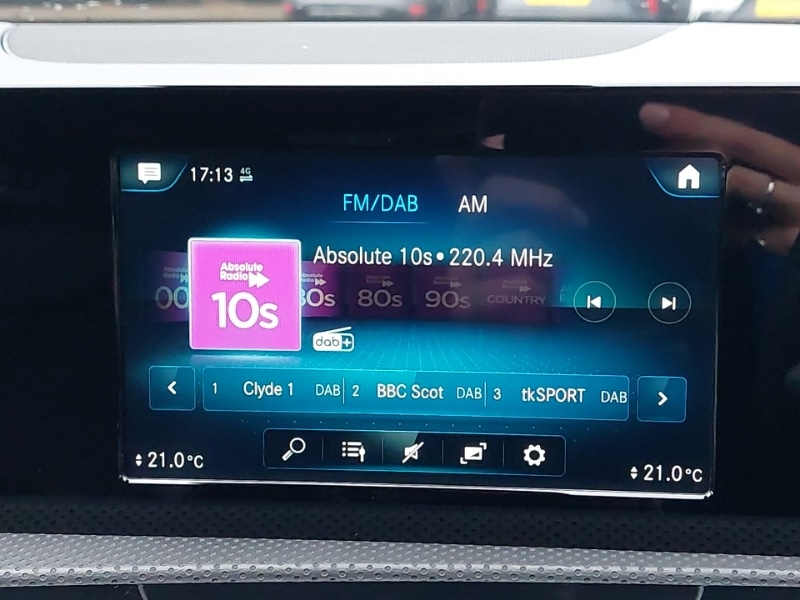 17:13 4G
FM/DAB AM
Absolute 10s • 220.4 MHz
Absolute
Radio
10s
00
80s
90s
COUNTRY
dab+
1 Clyde 1 DAB 2 BBC Scot DAB 3 tkSPORT DAB
21.0°C
21.0°C